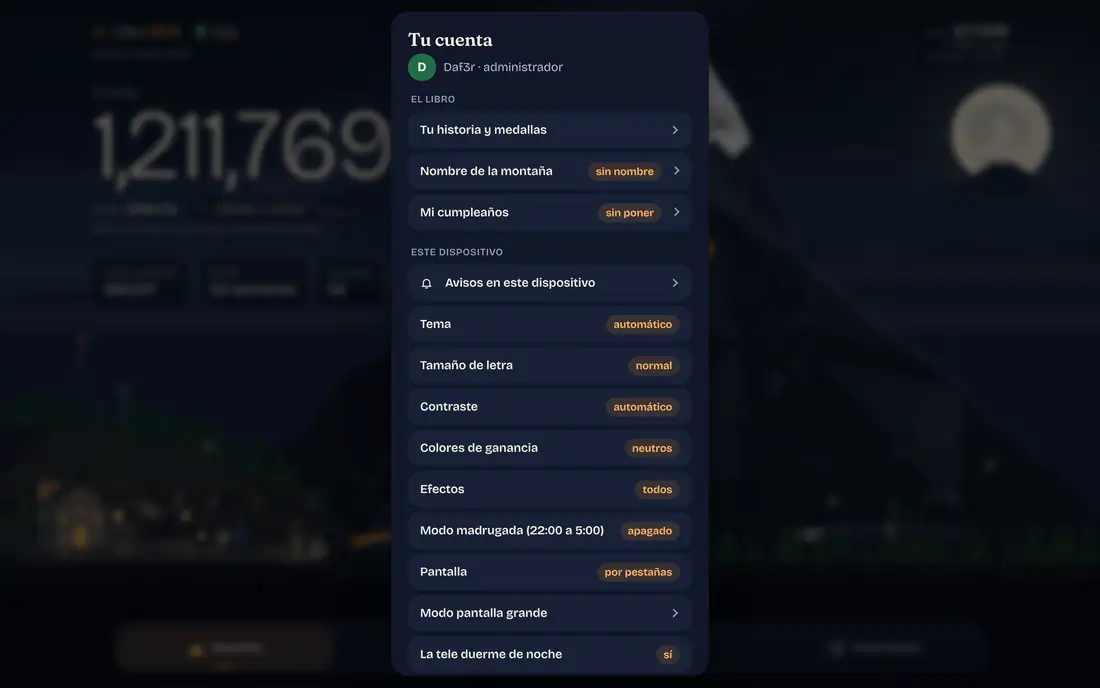 Tu cuenta
D Daf3r · administrador
EL LIBRO
Tu historia y medallas
Nombre de la montaña sin nombre
Mi cumpleaños sin poner
ESTE DISPOSITIVO
Avisos en este dispositivo
Tema automático
Tamaño de letra normal
Contraste automático
Colores de ganancia neutros
Efectos todos
Modo madrugada (22:00 a 5:00) apagado
Pantalla por pestañas
Modo pantalla grande
La tele duerme de noche sí
1,211,769